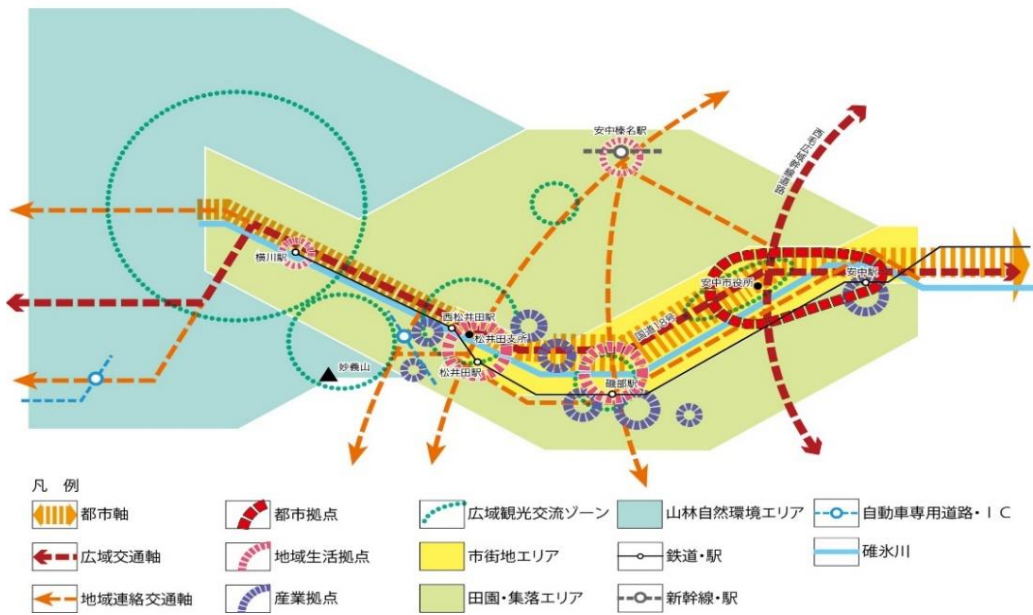 安中榛名駅
西毛広域幹線道路
横川駅
安中市役所
安中駅
西松井田駅
松井田支所
国道18号
妙義山
松井田駅
磯部駅
凡 例
都市軸
都市拠点
広域観光交流ゾーン
山林自然環境エリア
自動車専用道路・IC
広域交通軸
地域生活拠点
市街地エリア
鉄道・駅
碓氷川
地域連絡交通軸
産業拠点
田園・集落エリア
新幹線・駅